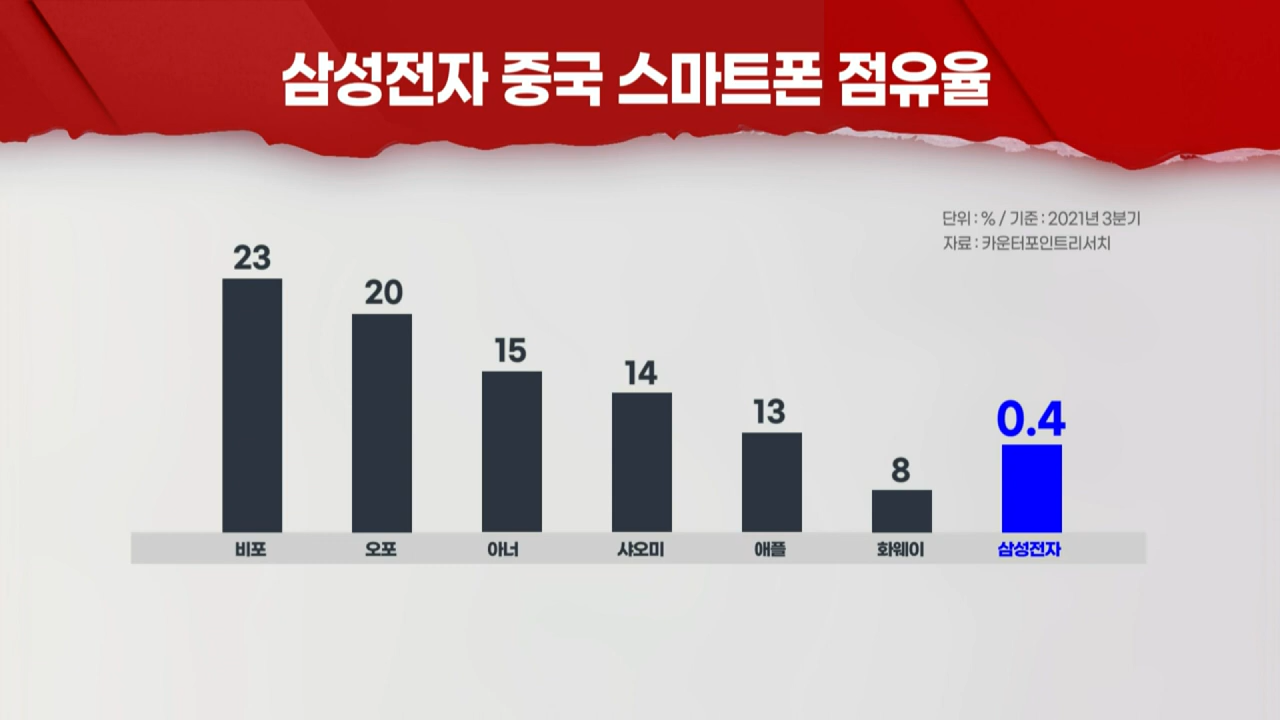 삼성전자 중국 스마트폰 점유율
단위 : % / 기준 : 2021년 3분기
자료 : 카운터포인트리서치
23
20
15
14
13
8
0.4
비포
오포
아너
샤오미
애플
화웨이
삼성전자